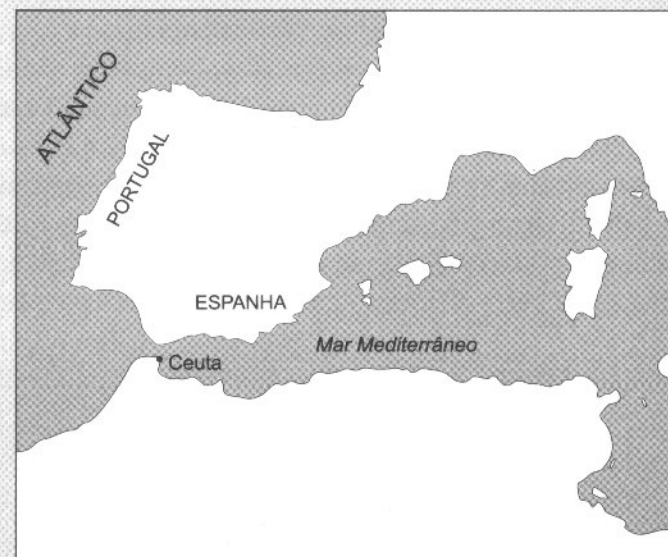 ATLÂNTICO
PORTUGAL
ESPANHA
Mar Mediterrâneo
Ceuta